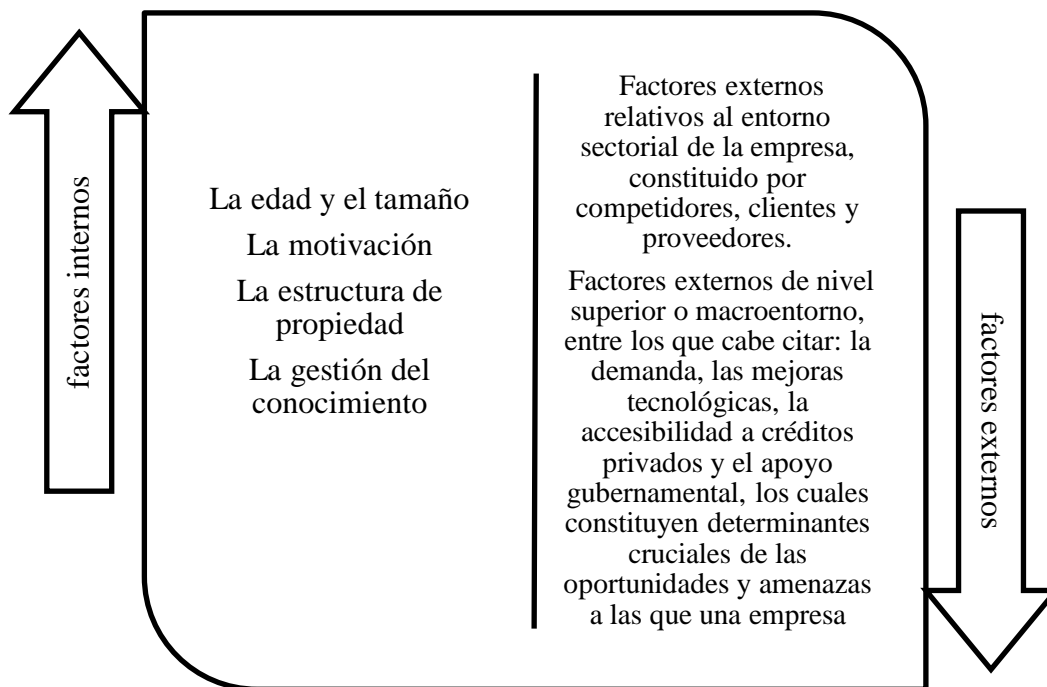 factores internos
La edad y el tamaño
La motivación
La estructura de
propiedad
La gestión del
conocimiento
Factores externos
relativos al entorno
sectorial de la empresa,
constituido por
competidores, clientes y
proveedores.
Factores externos de nivel
superior o macroentorno,
entre los que cabe citar: la
demanda, las mejoras
tecnológicas, la
accesibilidad a créditos
privados y el apoyo
gubernamental, los cuales
constituyen determinantes
cruciales de las
oportunidades y amenazas
a las que una empresa
factores externos